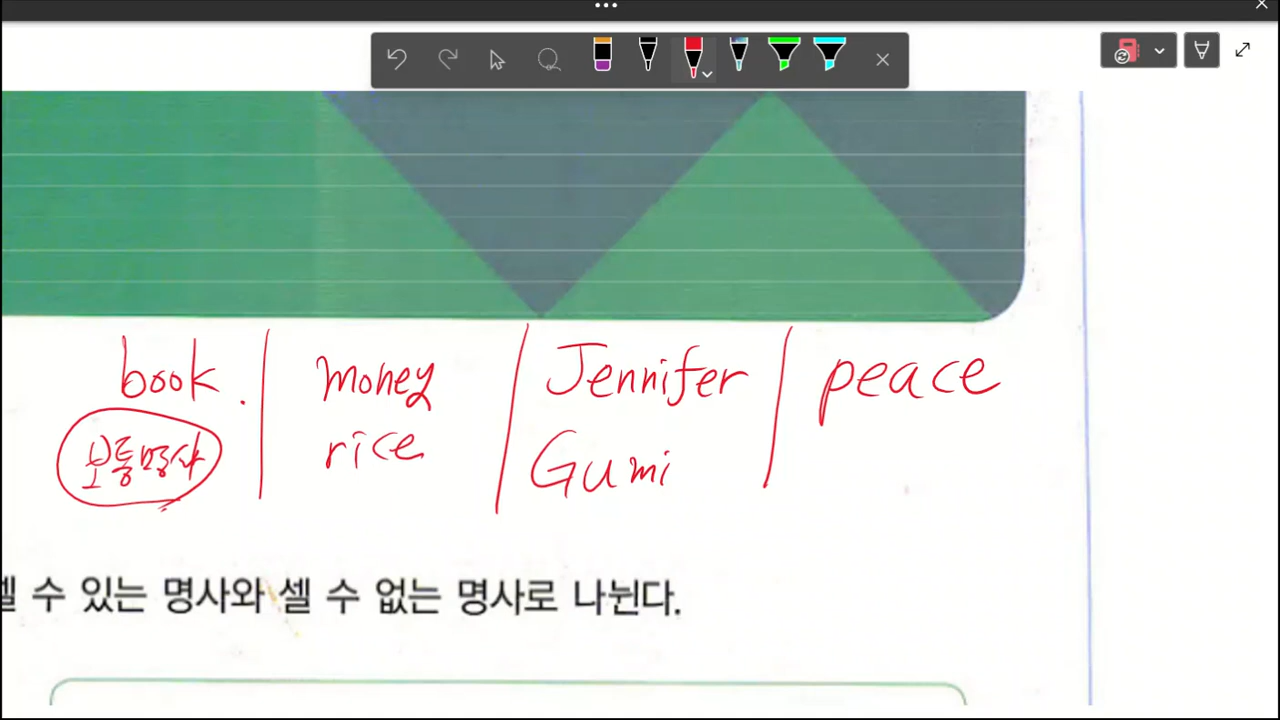 book. money Jennifer peace
보통명사 rice Gumi
셀 수 있는 명사와 셀 수 없는 명사로 나뉜다.